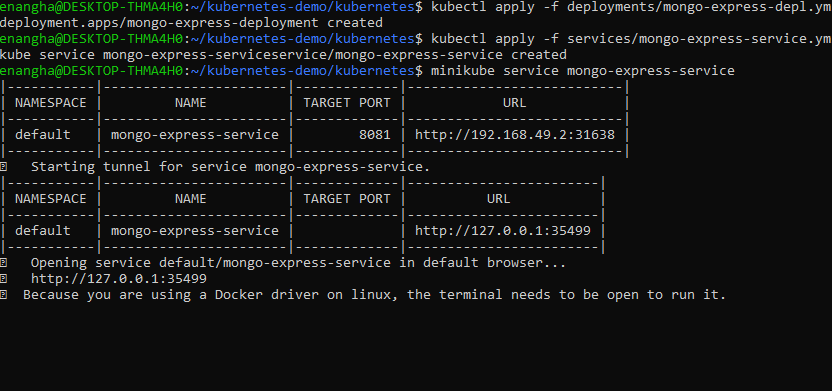 enangha@DESKTOP-THMA4H0:~/kubernetes-demo/kubernetes$ kubectl apply -f deployments/mongo-express-depl.ym
deployment.apps/mongo-express-deployment created
enangha@DESKTOP-THMA4H0:~/kubernetes-demo/kubernetes$ kubectl apply -f services/mongo-express-service.ym
kube service mongo-express-serviceservice/mongo-express-service created
enangha@DESKTOP-THMA4H0:~/kubernetes-demo/kubernetes$ minikube service mongo-express-service
|-----------|-----------------------|-------------|---------------------------|
| NAMESPACE |         NAME          | TARGET PORT |            URL            |
|-----------|-----------------------|-------------|---------------------------|
| default   | mongo-express-service |        8081 | http://192.168.49.2:31638 |
|-----------|-----------------------|-------------|---------------------------|
Starting tunnel for service mongo-express-service.
|-----------|-----------------------|-------------|------------------------|
| NAMESPACE |         NAME          | TARGET PORT |          URL           |
|-----------|-----------------------|-------------|------------------------|
| default   | mongo-express-service |             | http://127.0.0.1:35499 |
|-----------|-----------------------|-------------|------------------------|
Opening service default/mongo-express-service in default browser...
http://127.0.0.1:35499
Because you are using a Docker driver on linux, the terminal needs to be open to run it.